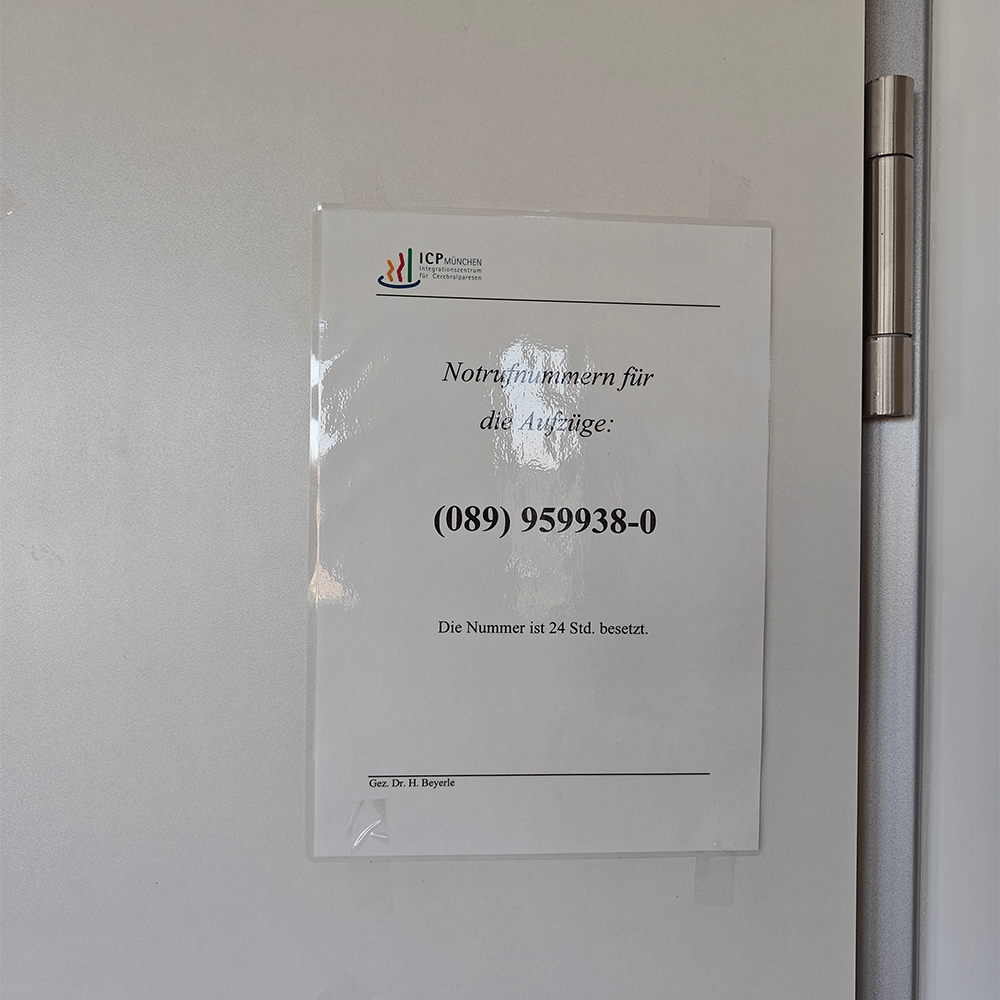 ICP MÜNCHEN
Integrationszentrum
für Cerebralparesen
Notrufnummern für
die Aufzüge:
(089) 959938-0
Die Nummer ist 24 Std. besetzt.
Gez. Dr. H. Beyerle